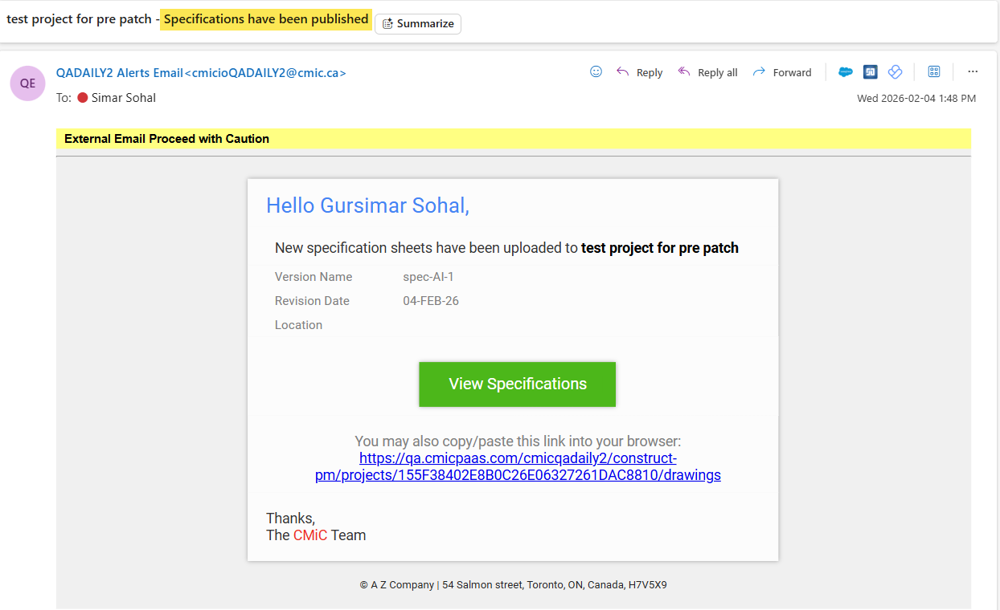 test project for pre patch - Specifications have been published Summarize
QE
QADAILY2 Alerts Email<cmicioQADAILY2@cmic.ca>
Reply Reply all Forward
To: Simar Sohal
Wed 2026-02-04 1:48 PM
External Email Proceed with Caution
Hello Gursimar Sohal,
New specification sheets have been uploaded to test project for pre patch
Version Name spec-AI-1
Revision Date 04-FEB-26
Location
View Specifications
You may also copy/paste this link into your browser:
https://qa.cmicpaas.com/cmicqadaily2/construct-
pm/projects/155F38402E8B0C26E06327261DAC8810/drawings
Thanks,
The CMiC Team
© A Z Company | 54 Salmon street, Toronto, ON, Canada, H7V5X9